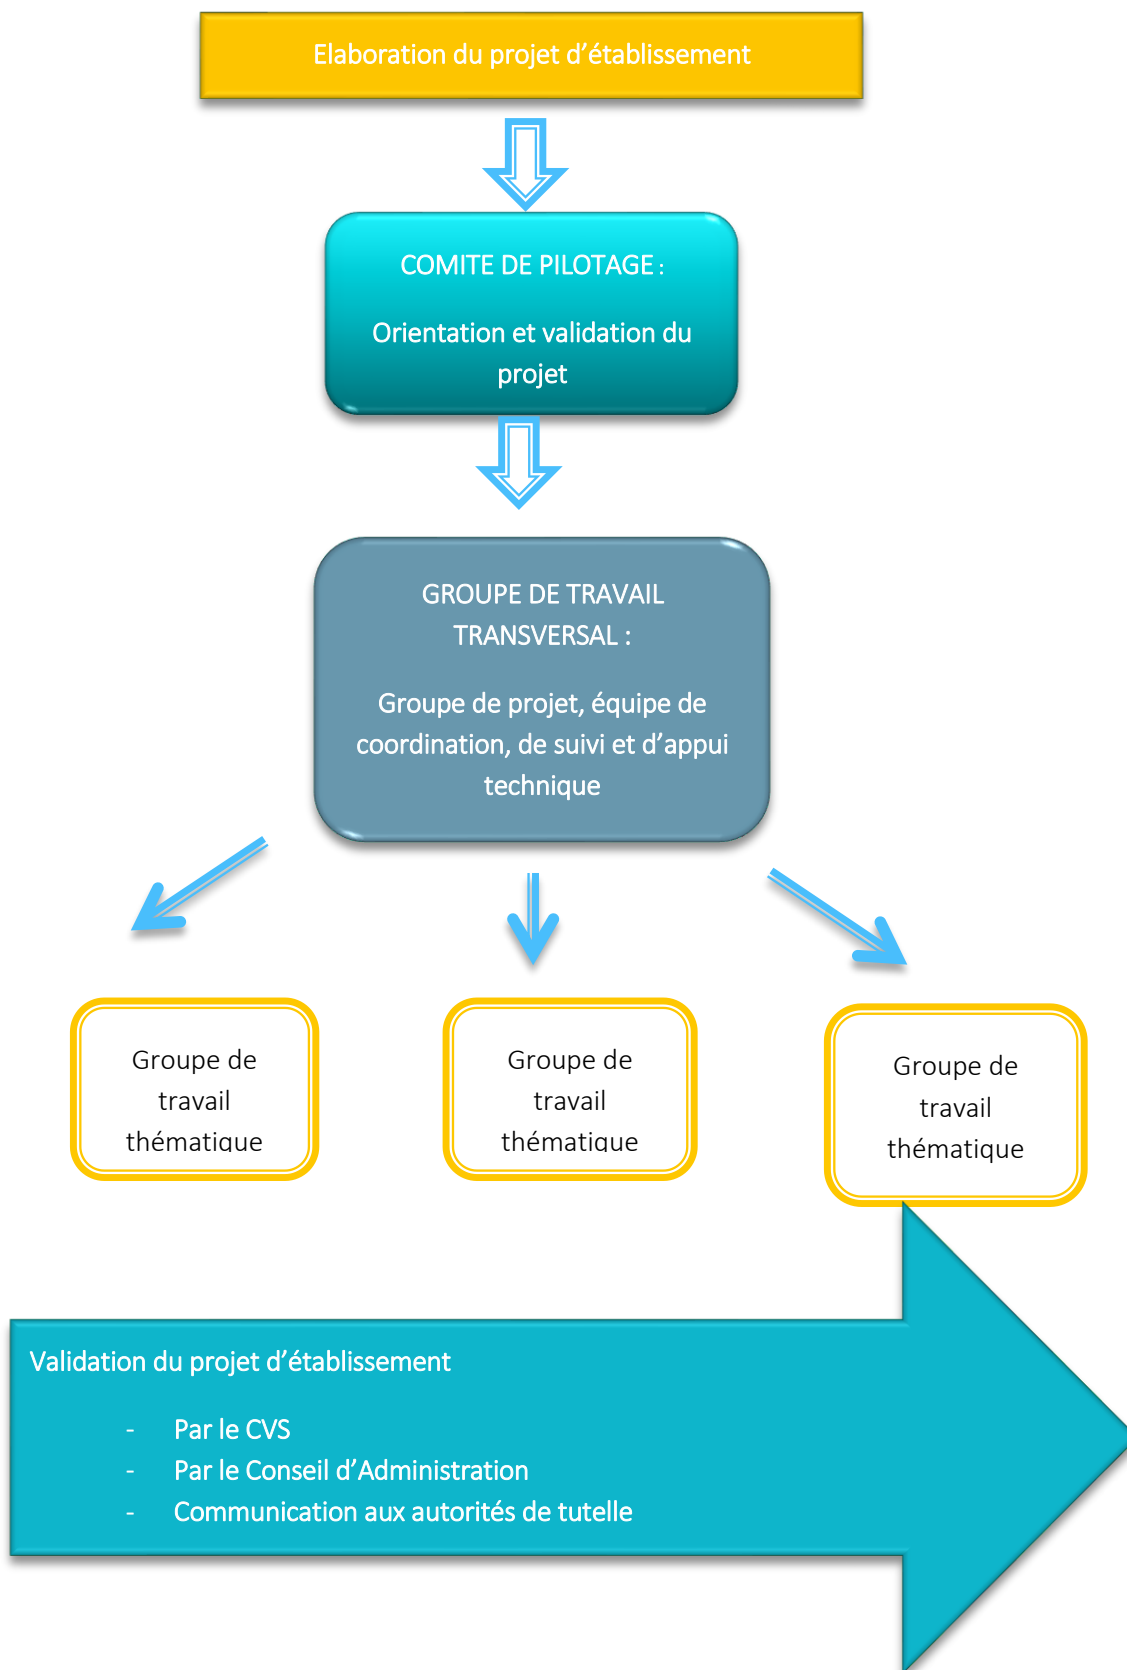 Elaboration du projet d’établissement
COMITE DE PILOTAGE :
Orientation et validation du
projet
GROUPE DE TRAVAIL
TRANSVERSAL :
Groupe de projet, équipe de
coordination, de suivi et d’appui
technique
Groupe de
travail
thématique
Groupe de
travail
thématique
Groupe de
travail
thématique
Validation du projet d’établissement
- Par le CVS
- Par le Conseil d’Administration
- Communication aux autorités de tutelle